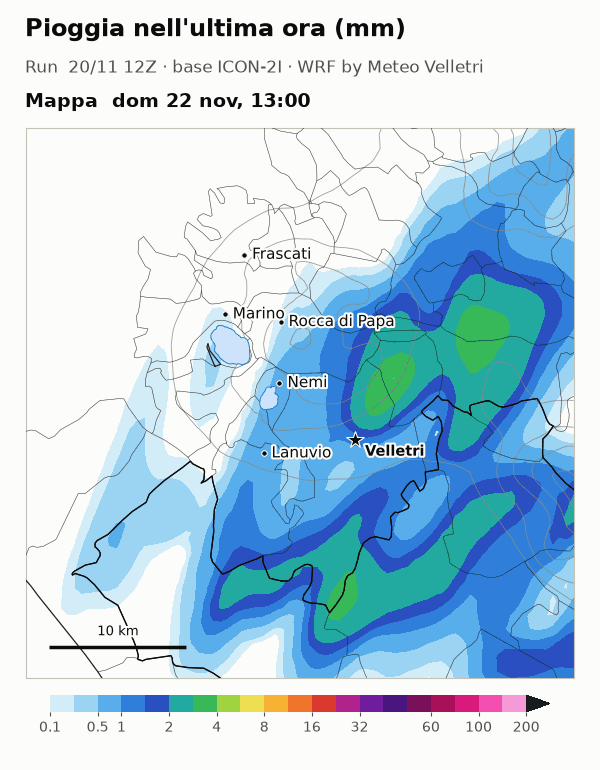 Pioggia nell'ultima ora (mm)
Run  20/11 12Z · base ICON-2I · WRF by Meteo Velletri
Mappa  dom 22 nov, 13:00
Frascati
Marino
Rocca di Papa
Nemi
Velletri
Lanuvio
10 km
0.1 0.5 1 2 4 8 16 32 60 100 200